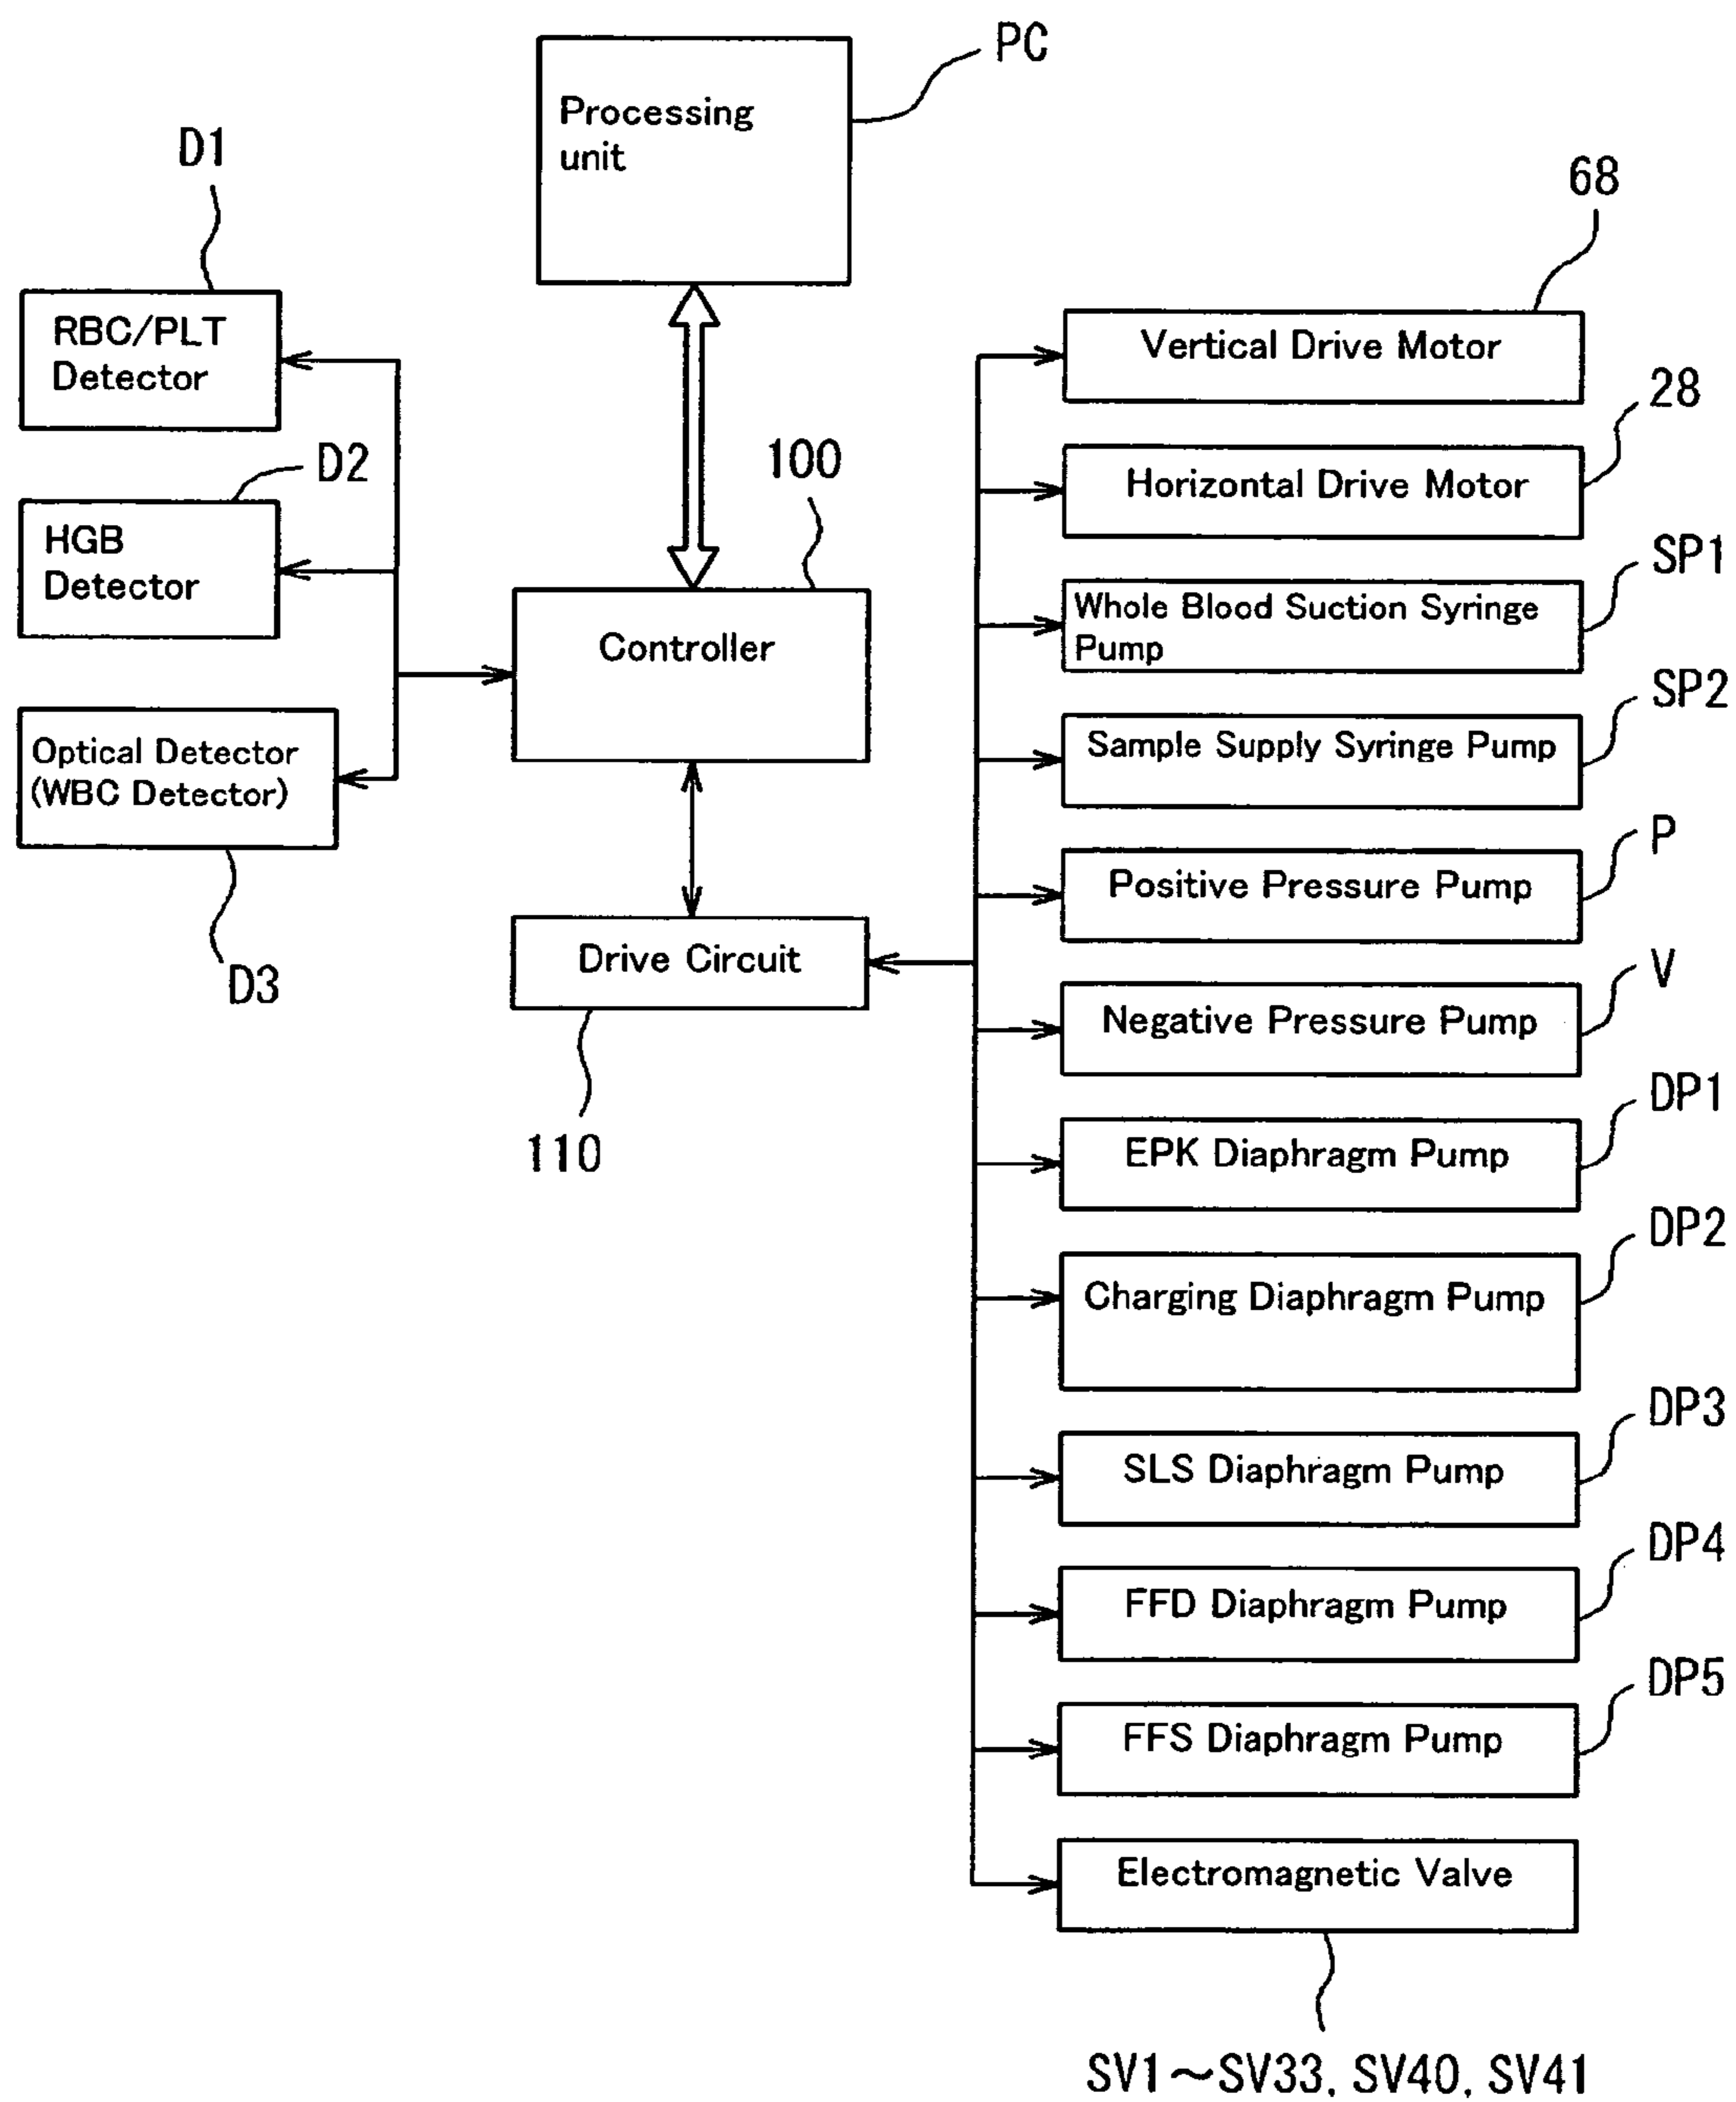 PC
Processing
unit
D1
68
RBC/PLT
Detector
Vertical Drive Motor
28
D2
100
Horizontal Drive Motor
HGB
Detector
SP1
Whole Blood Suction Syringe
Pump
Controller
SP2
Optical Detector
(WBC Detector)
Sample Supply Syringe Pump
P
Positive Pressure Pump
D3
Drive Circuit
V
Negative Pressure Pump
110
DP1
EPK Diaphragm Pump
DP2
Charging Diaphragm Pump
DP3
SLS Diaphragm Pump
DP4
FFD Diaphragm Pump
DP5
FFS Diaphragm Pump
Electromagnetic Valve
SV1～SV33, SV40, SV41